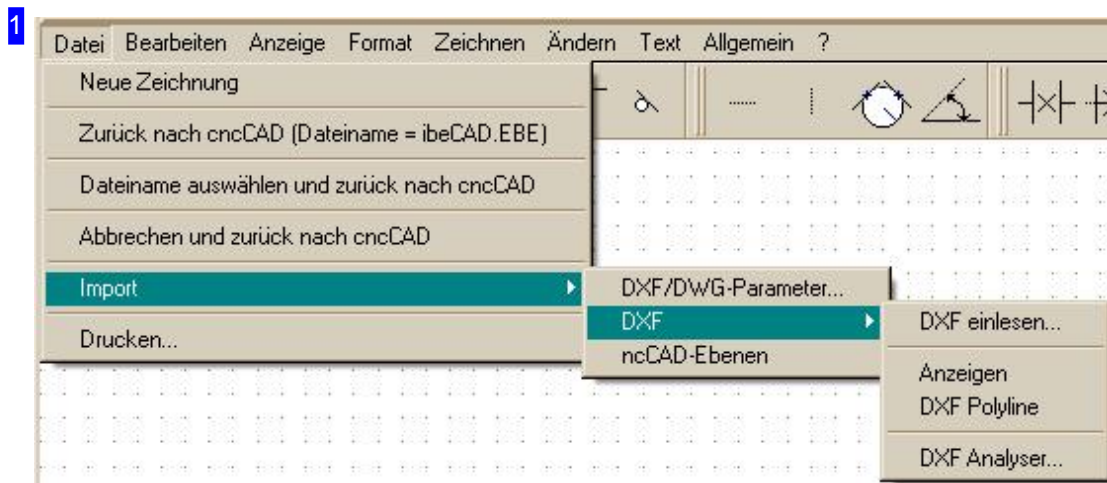 1
Datei Bearbeiten Anzeige Format Zeichnen Ändern Text Allgemein ?
Neue Zeichnung
Zurück nach cncCAD (Dateiname = ibeCAD.EBE)
Dateiname auswählen und zurück nach cncCAD
Abbrechen und zurück nach cncCAD
Import
Drucken...
DXF/DWG-Parameter...
DXF
ncCAD-Ebenen
DXF einlesen...
Anzeigen
DXF Polyline
DXF Analyser...